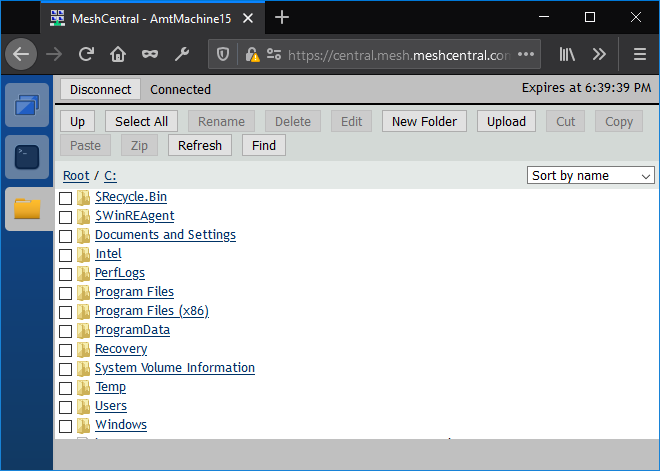 MeshCentral - AmtMachine15
https://central.mesh.meshcentral.con
Disconnect Connected Expires at 6:39:39 PM
Up Select All Rename Delete Edit New Folder Upload Cut Copy
Paste Zip Refresh Find
Root / C: Sort by name
$Recycle.Bin
$WinREAgent
Documents and Settings
Intel
PerfLogs
Program Files
Program Files (x86)
ProgramData
Recovery
System Volume Information
Temp
Users
Windows